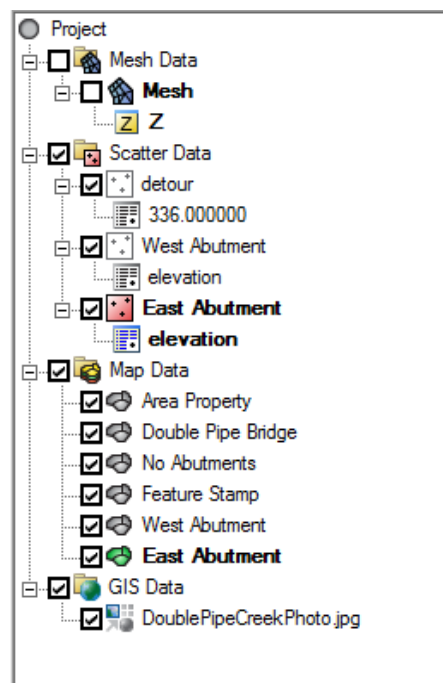 Project
Mesh Data
Mesh
Z Z
Scatter Data
detour
336.000000
West Abutment
elevation
East Abutment
elevation
Map Data
Area Property
Double Pipe Bridge
No Abutments
Feature Stamp
West Abutment
East Abutment
GIS Data
DoublePipeCreekPhoto.jpg